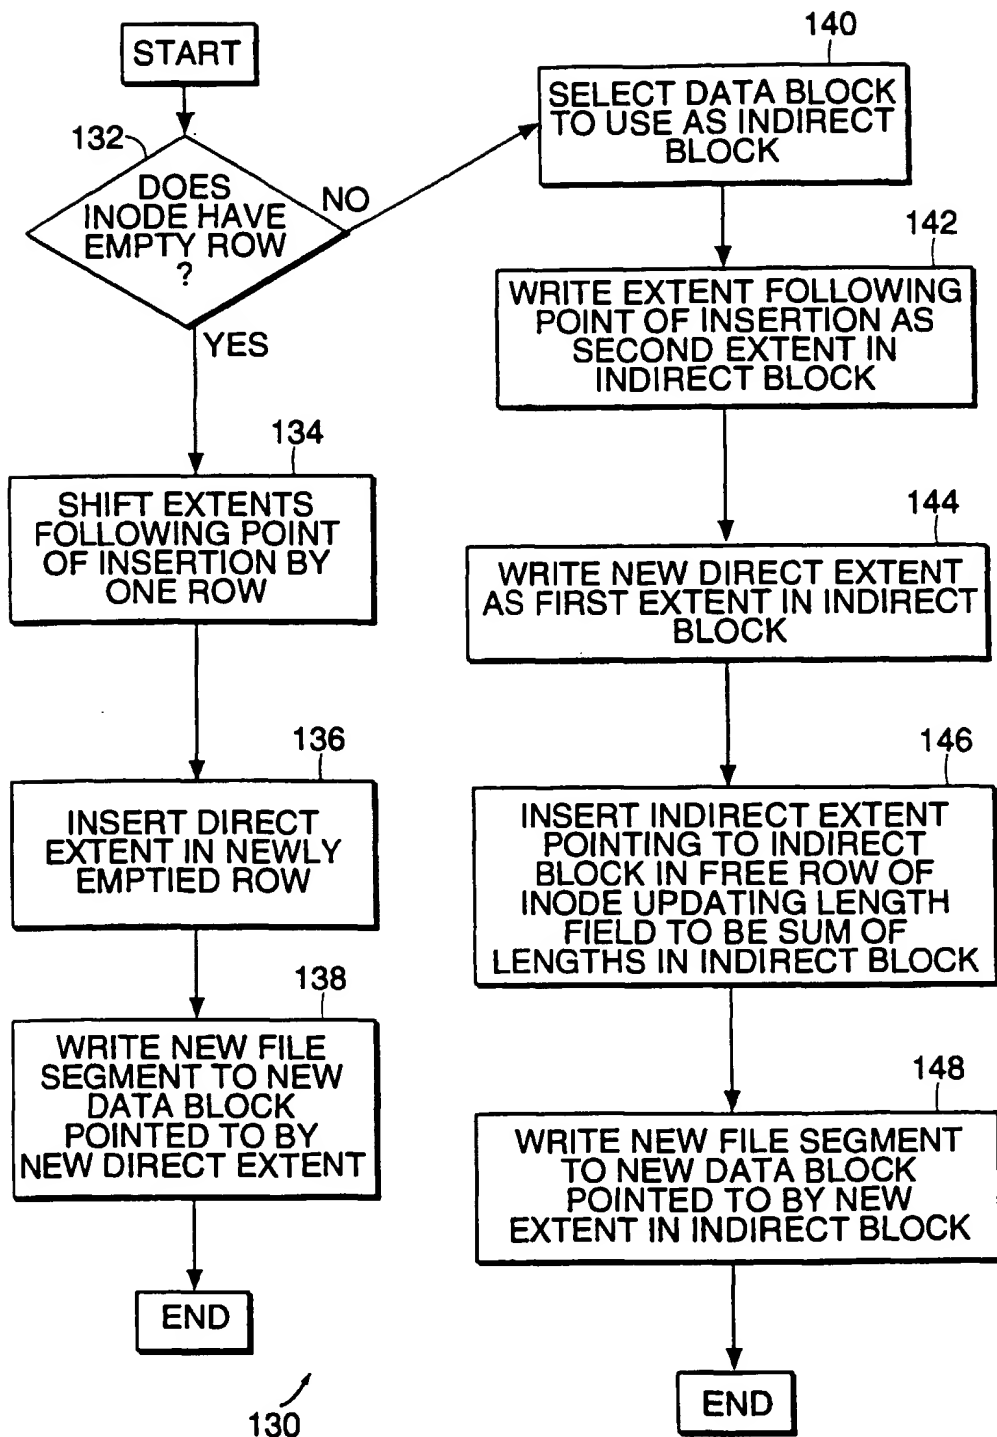 START
132
DOES
INODE HAVE
EMPTY ROW
?
NO
YES
134
SHIFT EXTENTS
FOLLOWING POINT
OF INSERTION BY
ONE ROW
136
INSERT DIRECT
EXTENT IN NEWLY
EMPTIED ROW
138
WRITE NEW FILE
SEGMENT TO NEW
DATA BLOCK
POINTED TO BY
NEW DIRECT EXTENT
END
130
140
SELECT DATA BLOCK
TO USE AS INDIRECT
BLOCK
142
WRITE EXTENT FOLLOWING
POINT OF INSERTION AS
SECOND EXTENT IN
INDIRECT BLOCK
144
WRITE NEW DIRECT EXTENT
AS FIRST EXTENT IN INDIRECT
BLOCK
146
INSERT INDIRECT EXTENT
POINTING TO INDIRECT
BLOCK IN FREE ROW OF
INODE UPDATING LENGTH
FIELD TO BE SUM OF
LENGTHS IN INDIRECT BLOCK
148
WRITE NEW FILE SEGMENT
TO NEW DATA BLOCK
POINTED TO BY NEW
EXTENT IN INDIRECT BLOCK
END